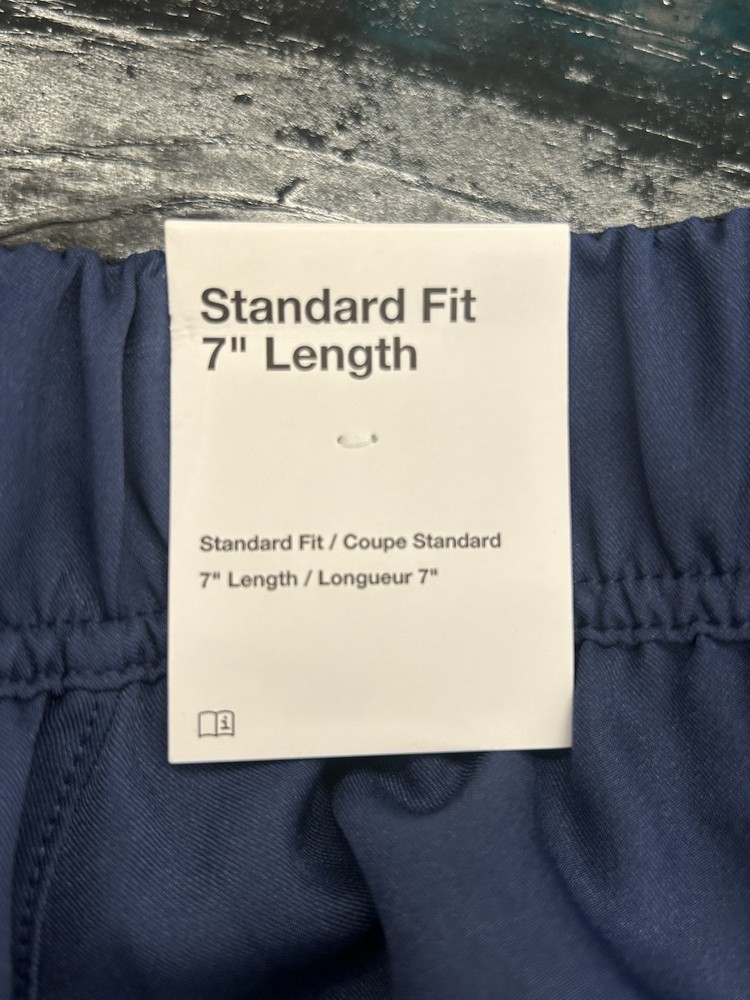 Standard Fit
7" Length
Standard Fit / Coupe Standard
7" Length / Longueur 7"
i